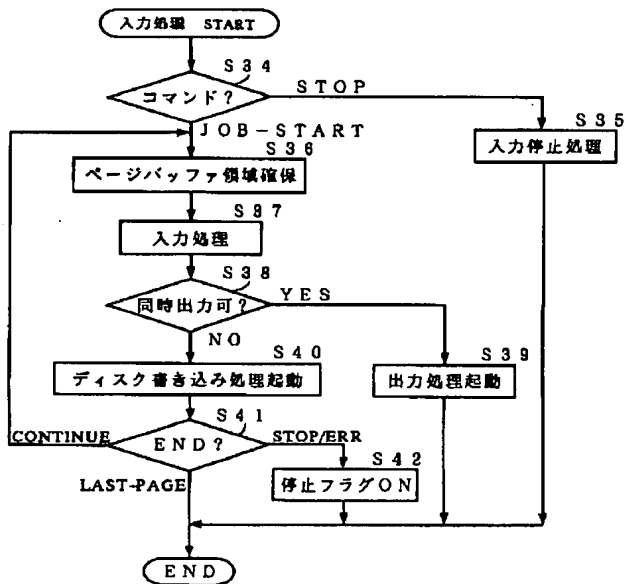 入力処理 START
S34
コマンド?
STOP
JOB-START
S35
入力停止処理
S36
ページバッファ領域確保
S37
入力処理
S38
同時出力可?
YES
NO
S39
出力処理起動
S40
ディスク書き込み処理起動
S41
END?
CONTINUE
STOP/ERR
LAST-PAGE
S42
停止フラグON
END